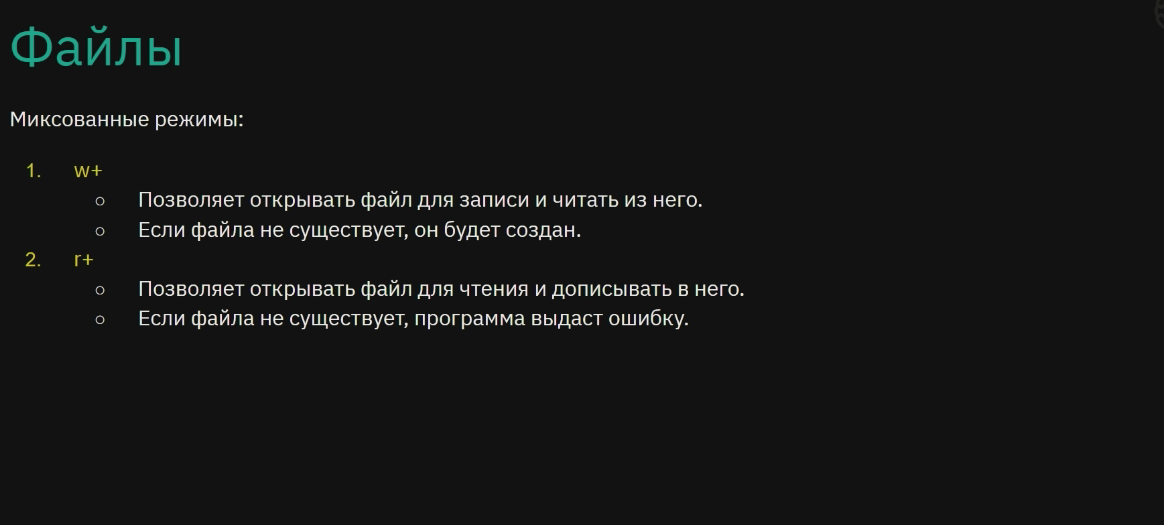 Файлы
Миксованные режимы:
1. w+
○ Позволяет открывать файл для записи и читать из него.
○ Если файла не существует, он будет создан.
2. r+
○ Позволяет открывать файл для чтения и дописывать в него.
○ Если файла не существует, программа выдаст ошибку.